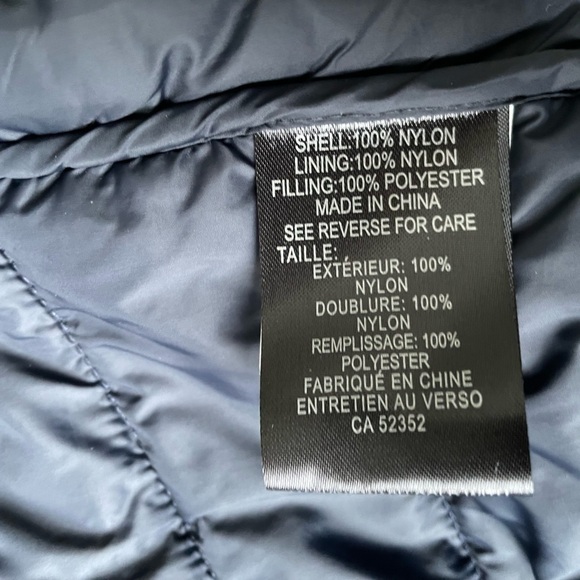 SHELL:100% NYLON
LINING:100% NYLON
FILLING:100% POLYESTER
MADE IN CHINA
SEE REVERSE FOR CARE
TAILLE:
EXTÉRIEUR: 100%
NYLON
DOUBLURE: 100%
NYLON
REMPLISSAGE: 100%
POLYESTER
FABRIQUÉ EN CHINE
ENTRETIEN AU VERSO
CA 52352